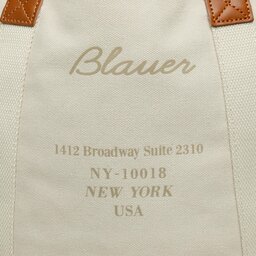 Blauer
1412 Broadway Suite 2310
NY-10018
NEW YORK
USA